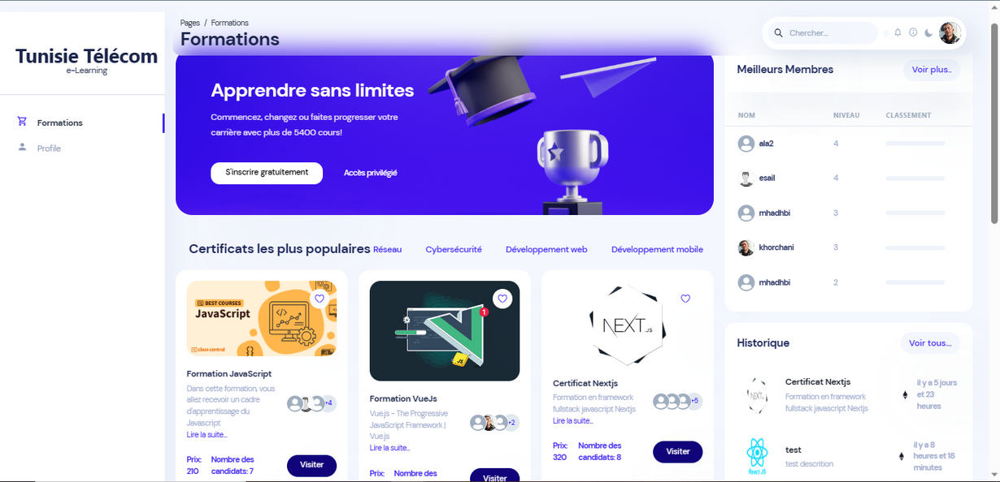 Pages / Formations
Formations
Chercher...
Tunisie Télécom
e-Learning
Formations
Profile
Apprendre sans limites
Commencez, changez ou faites progresser votre
carrière avec plus de 5400 cours!
S'inscrire gratuitement
Accès privilégié
Certificats les plus populaires
Réseau
Cybersécurité
Développement web
Développement mobile
BEST COURSES
JavaScript
class central
Formation JavaScript
Dans cette formation, vous
allez recevoir un cadre
d'apprentissage du
Javascript
La lire suite...
+4
Prix:
210
Nombre des
candidats: 7
Visiter
1
JS
Formation VueJs
Vue.js - The Progressive
JavaScript Framework |
Vue.js
Lire la suite...
+2
Prix:
Nombre des
Visiter
NEXT.JS
Certificat Nextjs
Formation en framework
fullstack javascript Nextjs
Lire la suite...
+5
Prix:
320
Nombre des
candidats: 8
Visiter
Meilleurs Membres
Voir plus..
NOM
NIVEAU
CLASSEMENT
ala2
4
esail
4
mhadhbi
3
khorchani
3
mhadhbi
2
Historique
Voir tous...
NEXT.JS
Certificat Nextjs
Formation en framework
fullstack javascript Nextjs
il y a 5 jours
et 23
heures
React JS
test
test descrition
il y a 8
heures et 18
minutes